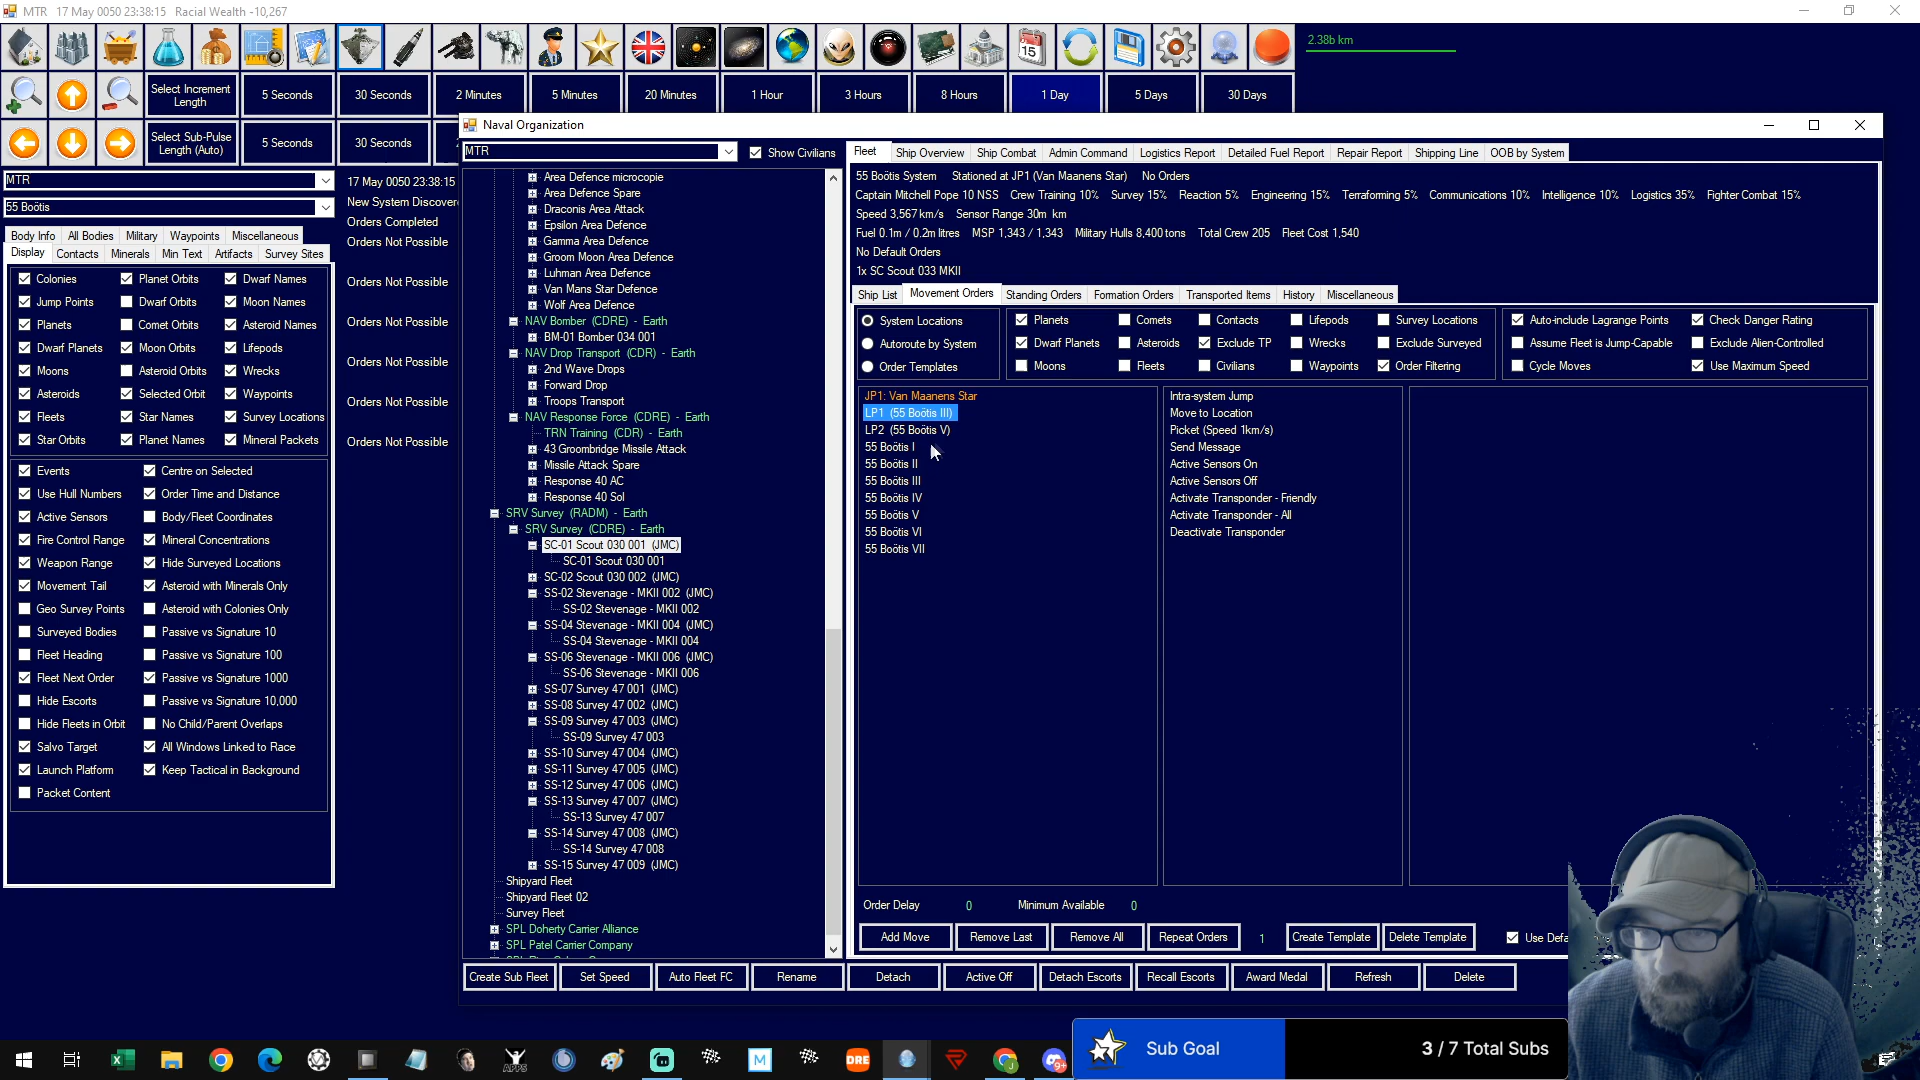 MTR 17 May 0050 23:38:15 Racial Wealth -10,267
2.38b km
Select Increment Length
5 Seconds
30 Seconds
2 Minutes
5 Minutes
20 Minutes
1 Hour
3 Hours
8 Hours
1 Day
5 Days
30 Days
Select Sub-Pulse Length (Auto)
5 Seconds
30 Seconds
MTR
55 Boötis
Body Info All Bodies Military Waypoints Miscellaneous
Display Contacts Minerals Min Text Artifacts Survey Sites
Colonies Planet Orbits Dwarf Names
Jump Points Dwarf Orbits Moon Names
Planets Comet Orbits Asteroid Names
Dwarf Planets Moon Orbits Lifepods
Moons Asteroid Orbits Wrecks
Asteroids Selected Orbit Waypoints
Fleets Star Names Survey Locations
Star Orbits Planet Names Mineral Packets
Events Centre on Selected
Use Hull Numbers Order Time and Distance
Active Sensors Body/Fleet Coordinates
Fire Control Range Mineral Concentrations
Weapon Range Hide Surveyed Locations
Movement Tail Asteroid with Minerals Only
Geo Survey Points Asteroid with Colonies Only
Surveyed Bodies Passive vs Signature 10
Fleet Heading Passive vs Signature 100
Fleet Next Order Passive vs Signature 1000
Hide Escorts Passive vs Signature 10,000
Hide Fleets in Orbit No Child/Parent Overlaps
Salvo Target All Windows Linked to Race
Launch Platform Keep Tactical in Background
Packet Content
17 May 0050 23:38:15
New System Discover
Orders Completed
Orders Not Possible
Orders Not Possible
Orders Not Possible
Orders Not Possible
Orders Not Possible
Orders Not Possible
Naval Organization
MTR
Show Civilians
Area Defence microcopie
Area Defence Spare
Draconis Area Attack
Epsilon Area Defence
Gamma Area Defence
Groom Moon Area Defence
Luhman Area Defence
Van Mans Star Defence
Wolf Area Defence
NAV Bomber (CDRE) - Earth
BM-01 Bomber 034 001
NAV Drop Transport (CDR) - Earth
2nd Wave Drops
Forward Drop
Troops Transport
NAV Response Force (CDRE) - Earth
TRN Training (CDR) - Earth
43 Groombridge Missile Attack
Missile Attack Spare
Response 40 AC
Response 40 Sol
SRV Survey (RADM) - Earth
SRV Survey (CDRE) - Earth
SC-01 Scout 030 001 (JMC)
SC-01 Scout 030 001
SC-02 Scout 030 002 (JMC)
SS-02 Stevenage - MKII 002 (JMC)
SS-02 Stevenage - MKII 002
SS-04 Stevenage - MKII 004 (JMC)
SS-04 Stevenage - MKII 004
SS-06 Stevenage - MKII 006 (JMC)
SS-06 Stevenage - MKII 006
SS-07 Survey 47 001 (JMC)
SS-08 Survey 47 002 (JMC)
SS-09 Survey 47 003 (JMC)
SS-09 Survey 47 003
SS-10 Survey 47 004 (JMC)
SS-11 Survey 47 005 (JMC)
SS-12 Survey 47 006 (JMC)
SS-13 Survey 47 007 (JMC)
SS-13 Survey 47 007
SS-14 Survey 47 008 (JMC)
SS-14 Survey 47 008
SS-15 Survey 47 009 (JMC)
Shipyard Fleet
Shipyard Fleet 02
Survey Fleet
SPL Doherty Carrier Alliance
SPL Patel Carrier Company
Fleet Ship Overview Ship Combat Admin Command Logistics Report Detailed Fuel Report Repair Report Shipping Line OOB by System
55 Boötis System Stationed at JP1 (Van Maanens Star) No Orders
Captain Mitchell Pope 10 NSS Crew Training 10% Survey 15% Reaction 5% Engineering 15% Terraforming 5% Communications 10% Intelligence 10% Logistics 35% Fighter Combat 15%
Speed 3,567 km/s Sensor Range 30m km
Fuel 0.1m / 0.2m litres MSP 1,343 / 1,343 Military Hulls 8,400 tons Total Crew 205 Fleet Cost 1,540
No Default Orders
1x SC Scout 033 MKII
Ship List Movement Orders Standing Orders Formation Orders Transported Items History Miscellaneous
System Locations Planets Comets Contacts Lifepods Survey Locations Auto-include Lagrange Points Check Danger Rating
Autoroute by System Dwarf Planets Asteroids Exclude TP Wrecks Exclude Surveyed Assume Fleet is Jump-Capable Exclude Alien-Controlled
Order Templates Moons Fleets Civilians Waypoints Order Filtering Cycle Moves Use Maximum Speed
JP1: Van Maanens Star
LP1 (55 Boötis III)
LP2 (55 Boötis V)
55 Boötis I
55 Boötis II
55 Boötis III
55 Boötis IV
55 Boötis V
55 Boötis VI
55 Boötis VII
Intra-system Jump
Move to Location
Picket (Speed 1km/s)
Send Message
Active Sensors On
Active Sensors Off
Activate Transponder - Friendly
Activate Transponder - All
Deactivate Transponder
Order Delay 0 Minimum Available 0
Add Move Remove Last Remove All Repeat Orders 1 Create Template Delete Template Use Defa
Create Sub Fleet Set Speed Auto Fleet FC Rename Detach Active Off Detach Escorts Recall Escorts Award Medal Refresh Delete
Sub Goal 3 / 7 Total Subs